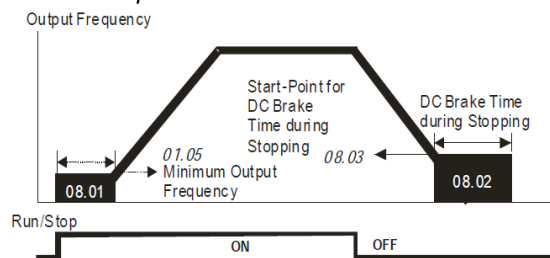 Output Frequency
Start-Point for
DC Brake
Time during
Stopping
DC Brake Time
during Stopping
01.05
Minimum Output
Frequency
08.03
08.01
08.02
Run/Stop
ON
OFF